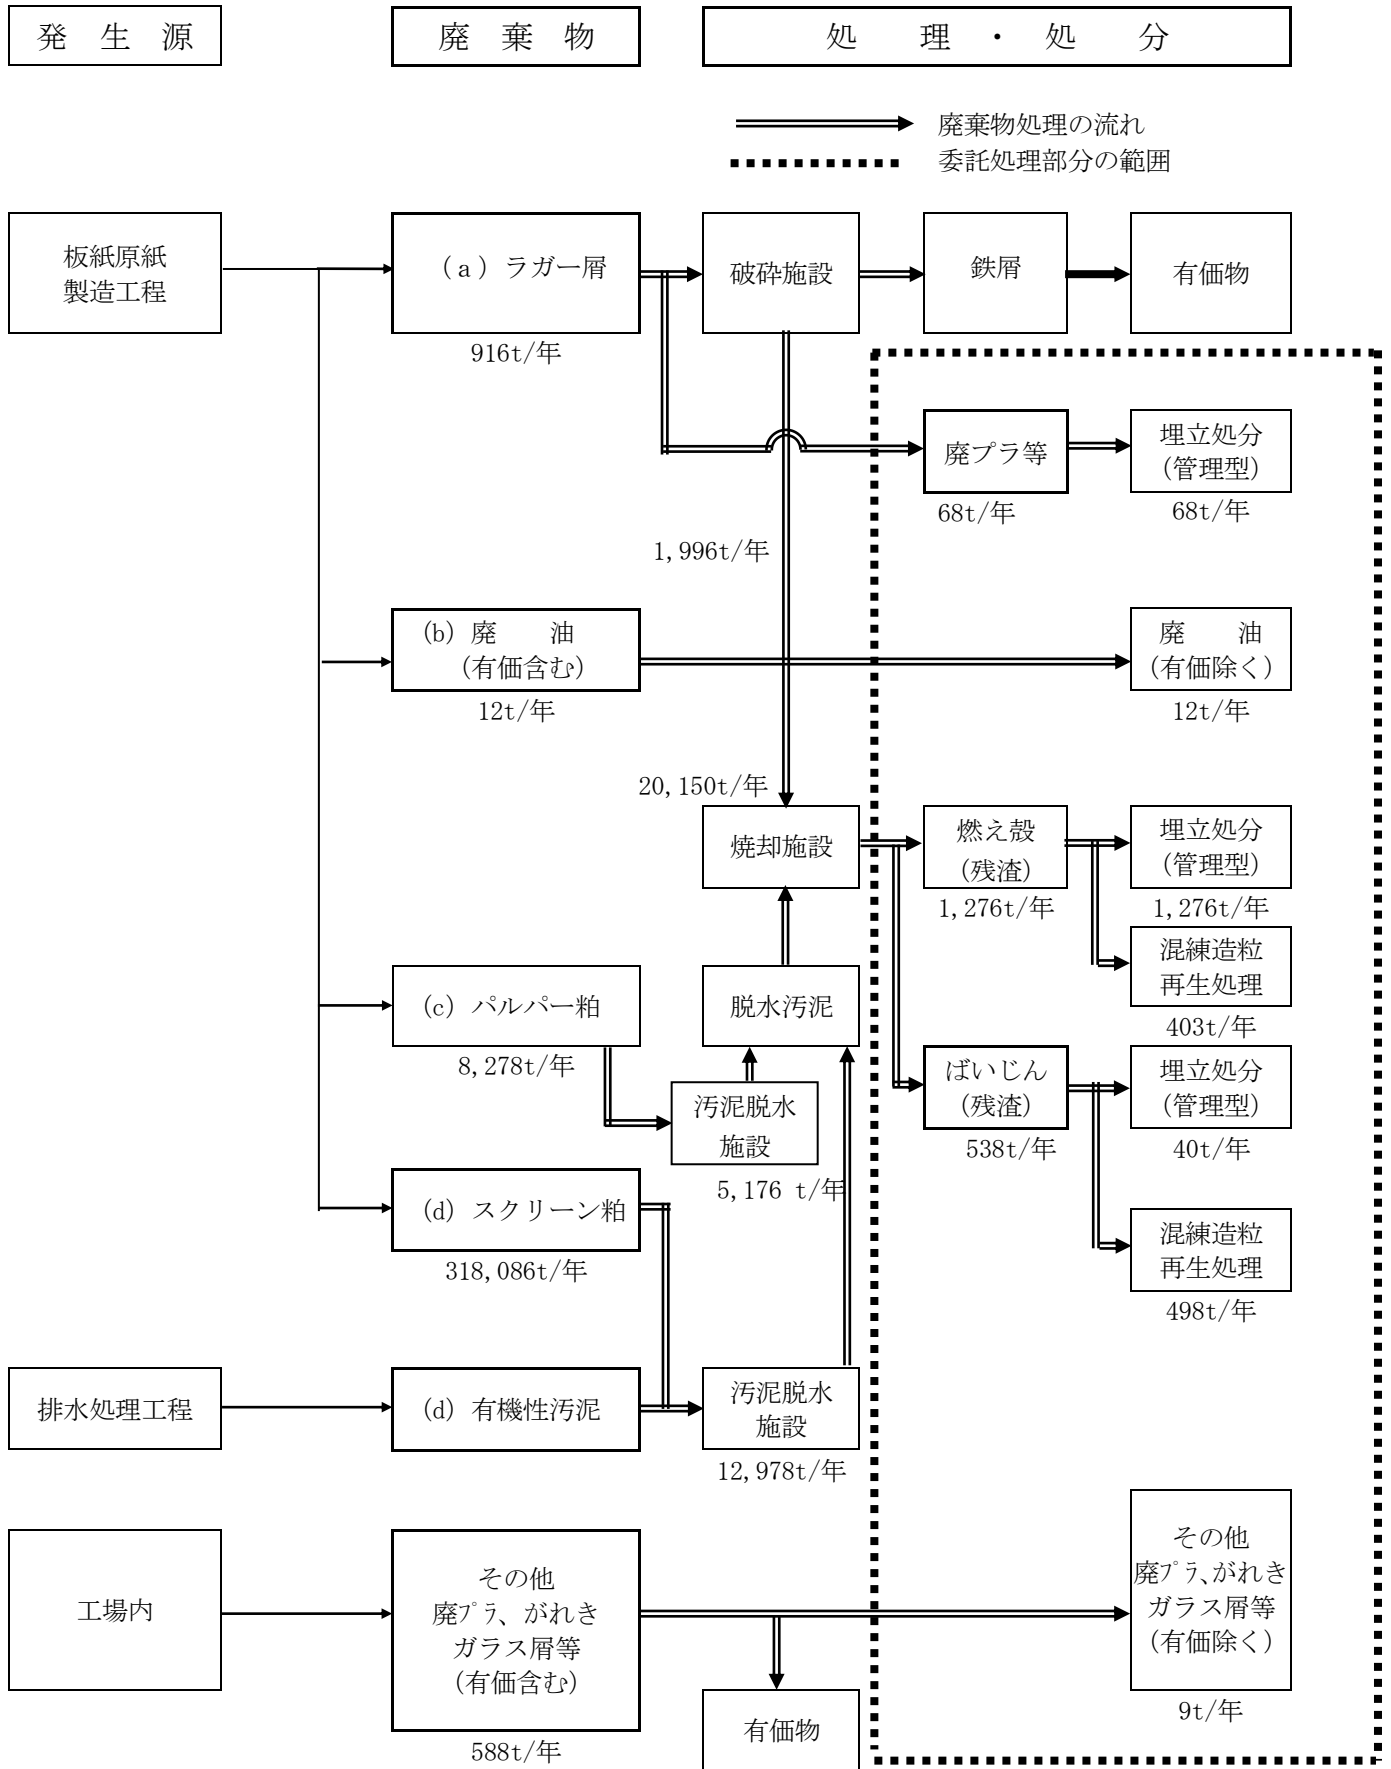 発　生　源
廃　棄　物
処　理　・　処　分
廃棄物処理の流れ
委託処理部分の範囲
板紙原紙
製造工程
（a）ラガー屑
916t/年
破砕施設
鉄屑
有価物
廃プラ等
68t/年
埋立処分
(管理型)
68t/年
1,996t/年
(b) 廃　　油
(有価含む)
12t/年
廃　　油
(有価除く)
12t/年
20,150t/年
焼却施設
燃え殻
(残渣)
1,276t/年
埋立処分
(管理型)
1,276t/年
混練造粒
再生処理
403t/年
(c) パルパー粕
8,278t/年
脱水汚泥
汚泥脱水
施設
5,176 t/年
ばいじん
(残渣)
538t/年
埋立処分
(管理型)
40t/年
(d) スクリーン粕
318,086t/年
混練造粒
再生処理
498t/年
排水処理工程
(d) 有機性汚泥
汚泥脱水
施設
12,978t/年
工場内
その他
廃ﾌﾟﾗ、がれき
ガラス屑等
(有価含む)
588t/年
有価物
その他
廃ﾌﾟﾗ､がれき
ガラス屑等
(有価除く)
9t/年